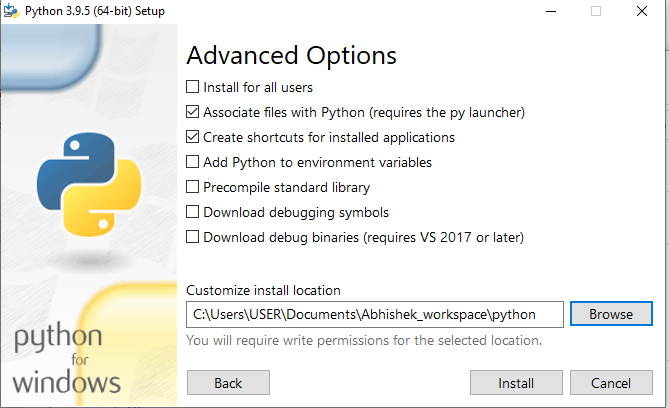 Python 3.9.5 (64-bit) Setup
Advanced Options
Install for all users
Associate files with Python (requires the py launcher)
Create shortcuts for installed applications
Add Python to environment variables
Precompile standard library
Download debugging symbols
Download debug binaries (requires VS 2017 or later)
Customize install location
C:\Users\USER\Documents\Abhishek_workspace\python
Browse
You will require write permissions for the selected location.
python
for
windows
Back
Install
Cancel